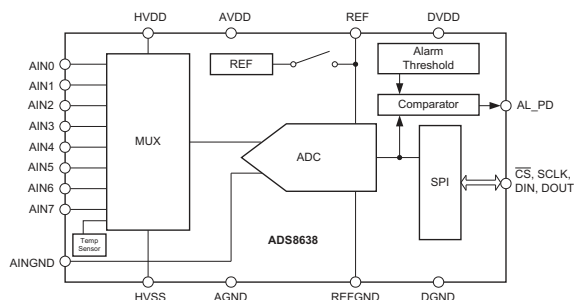 HVDD AVDD REF DVDD
REF
Alarm
Threshold
AIN0
AIN1
AIN2
AIN3
AIN4
AIN5
AIN6
AIN7
MUX
ADC
Comparator
AL_PD
SPI
CS, SCLK,
DIN, DOUT
Temp
Sensor
ADS8638
AINGND
HVSS AGND REFGND DGND